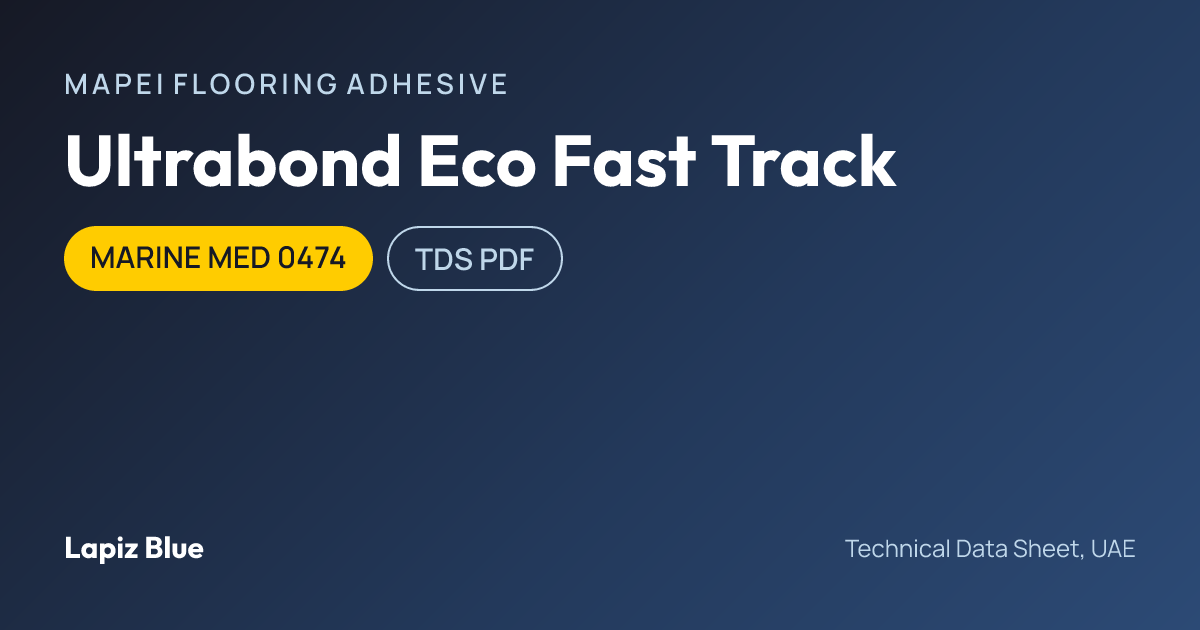 MAPEI FLOORING ADHESIVE
Ultrabond Eco Fast Track
MARINE MED 0474 TDS PDF
Lapiz Blue Technical Data Sheet, UAE